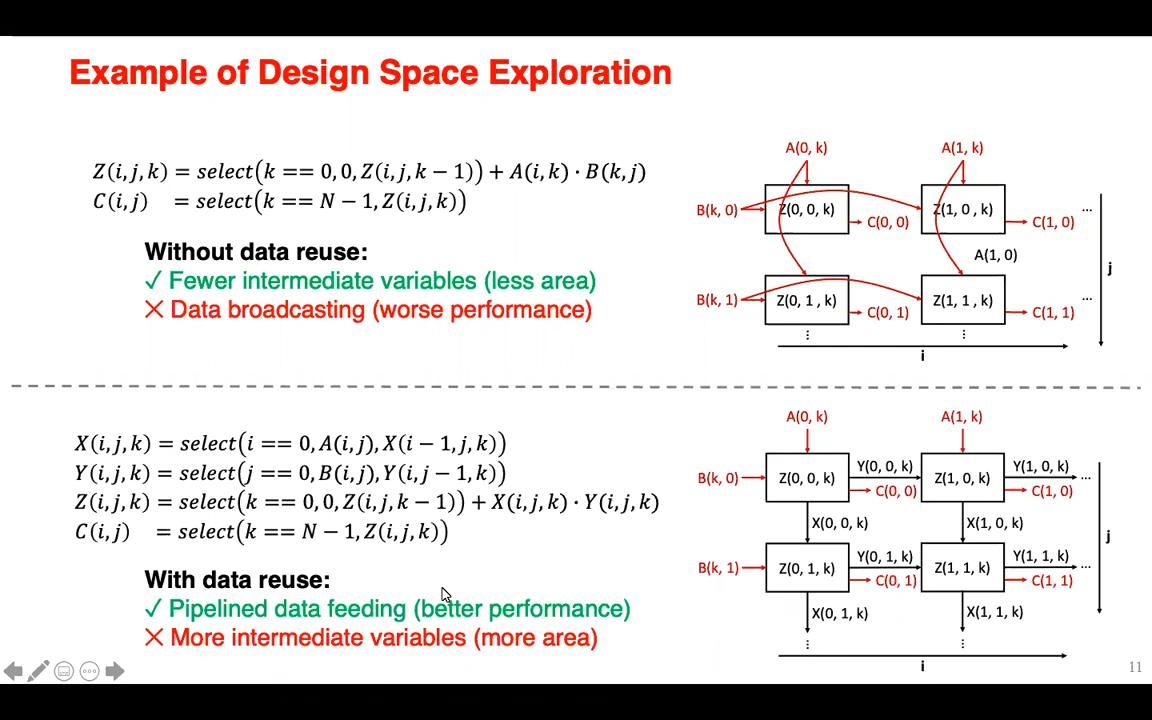 Example of Design Space Exploration
Z(i,j,k) = select(k == 0,0,Z(i,j,k − 1)) + A(i,k) · B(k,j)
C(i,j) = select(k == N − 1,Z(i,j,k))
Without data reuse:
✓ Fewer intermediate variables (less area)
✕ Data broadcasting (worse performance)
A(0, k)
A(1, k)
B(k, 0)
Z(0, 0, k)
C(0, 0)
Z(1, 0 , k)
C(1, 0)
...
A(1, 0)
j
B(k, 1)
Z(0, 1 , k)
C(0, 1)
Z(1, 1 , k)
C(1, 1)
...
⋮
⋮
i
X(i,j,k) = select(i == 0,A(i,j),X(i − 1,j,k))
Y(i,j,k) = select(j == 0,B(i,j),Y(i,j − 1,k))
Z(i,j,k) = select(k == 0,0,Z(i,j,k − 1)) + X(i,j,k) · Y(i,j,k)
C(i,j) = select(k == N − 1,Z(i,j,k))
With data reuse:
✓ Pipelined data feeding (better performance)
✕ More intermediate variables (more area)
A(0, k)
A(1, k)
B(k, 0)
Z(0, 0, k)
Y(0, 0, k)
C(0, 0)
Z(1, 0, k)
Y(1, 0, k)
C(1, 0)
...
X(0, 0, k)
X(1, 0, k)
j
B(k, 1)
Z(0, 1, k)
Y(0, 1, k)
C(0, 1)
Z(1, 1, k)
Y(1, 1, k)
C(1, 1)
...
X(0, 1, k)
X(1, 1, k)
⋮
⋮
i
11